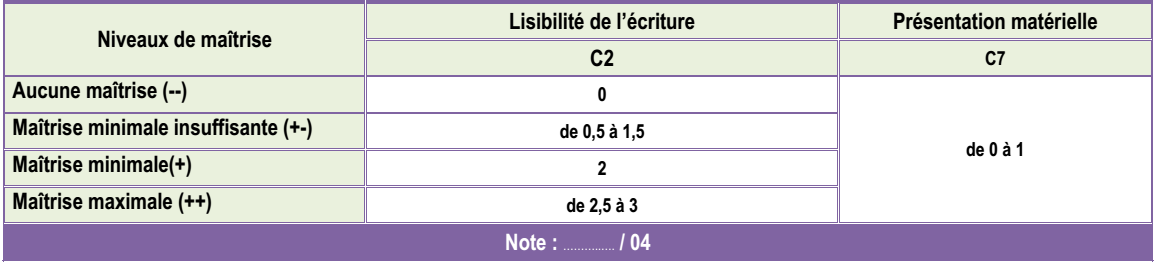 Niveaux de maîtrise
Lisibilité de l’écriture
Présentation matérielle
C2
C7
Aucune maîtrise (--)
0
de 0 à 1
Maîtrise minimale insuffisante (+-)
de 0,5 à 1,5
Maîtrise minimale(+)
2
Maîtrise maximale (++)
de 2,5 à 3
Note : ............... / 04